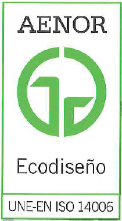 AENOR
Ecodiseño
UNE-EN ISO 14006